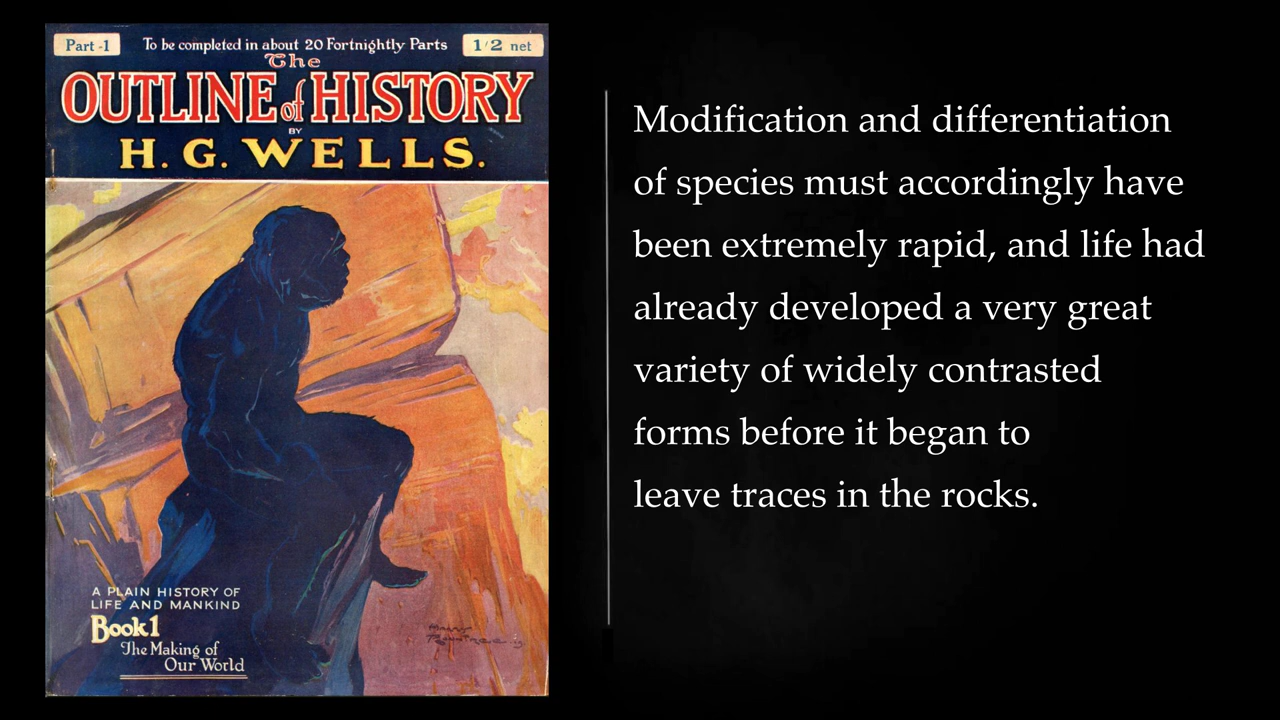 Part -1
To be completed in about 20 Fortnightly Parts
1/2 net
The
OUTLINE of HISTORY
BY
H. G. WELLS.
A PLAIN HISTORY OF
LIFE AND MANKIND
Book 1
The Making of
Our World
Modification and differentiation
of species must accordingly have
been extremely rapid, and life had
already developed a very great
variety of widely contrasted
forms before it began to
leave traces in the rocks.